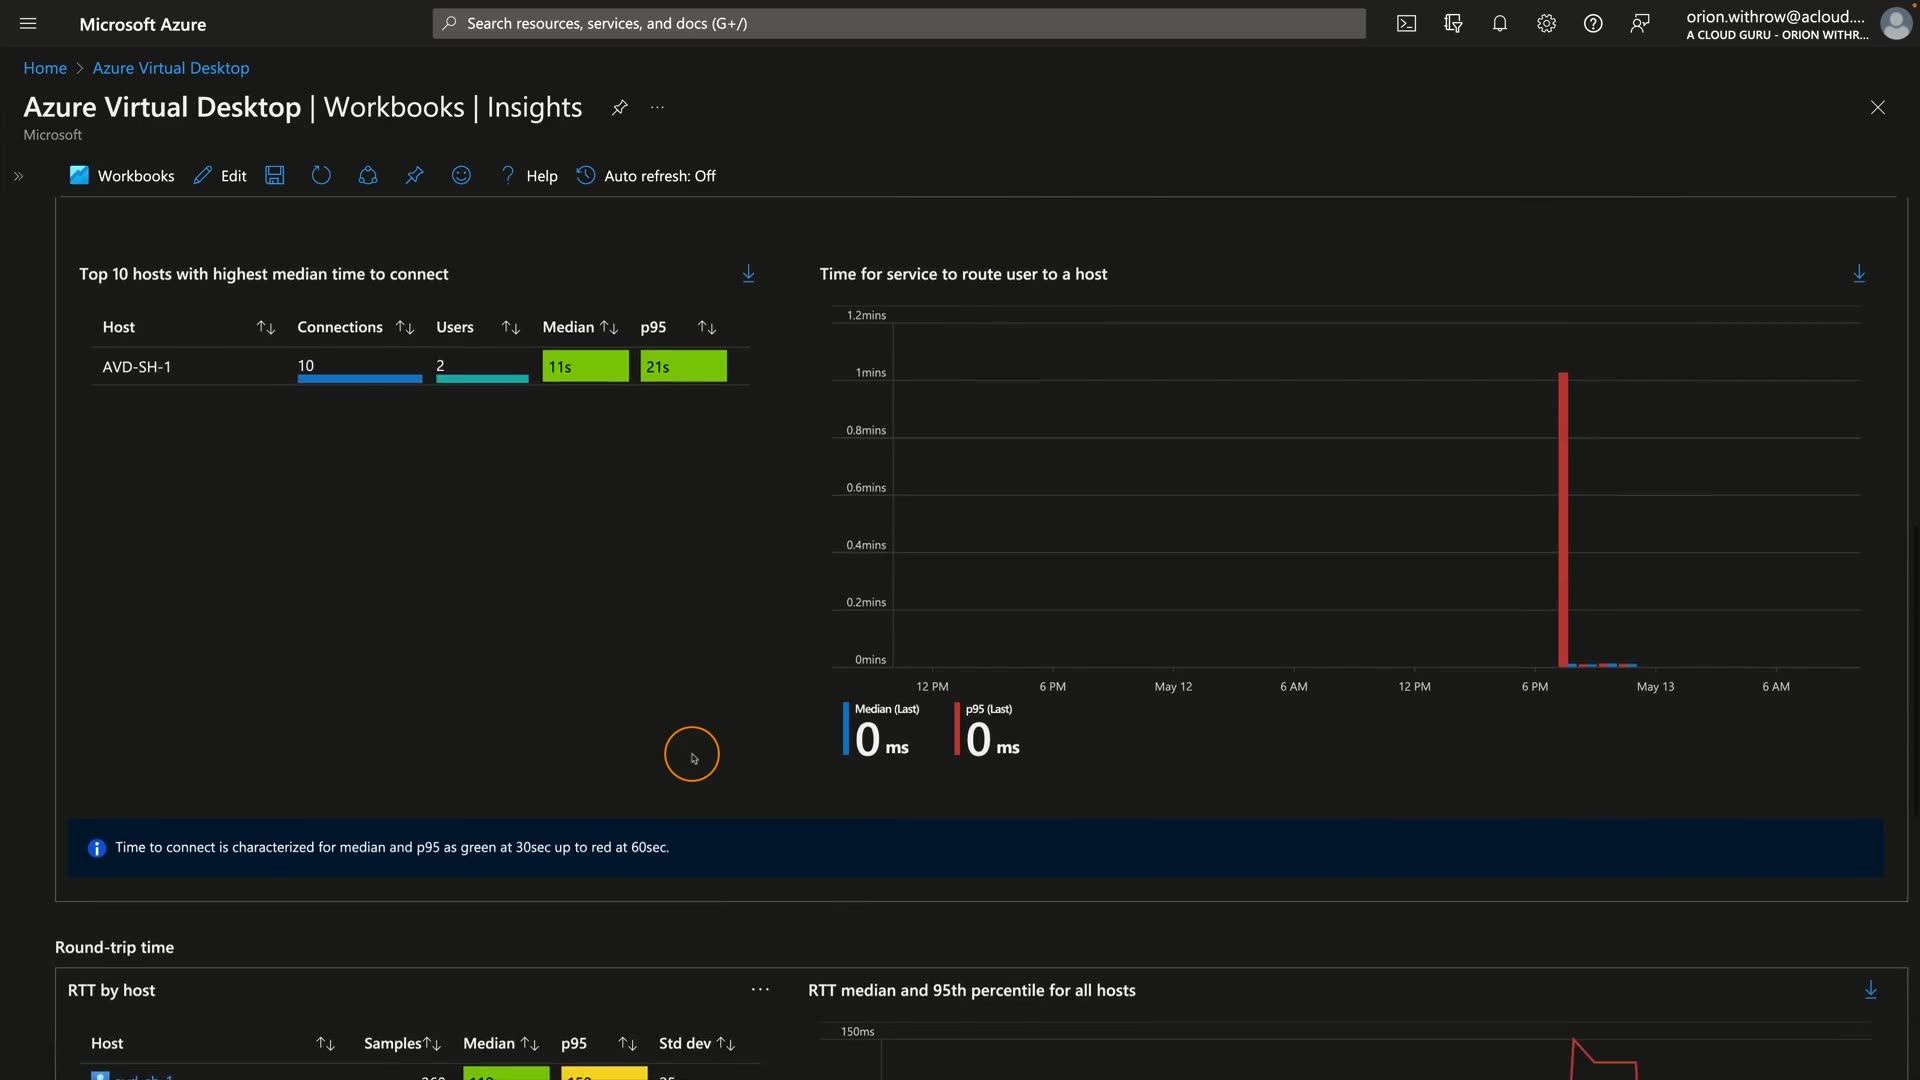 Microsoft Azure
Search resources, services, and docs (G+/)
orion.withrow@acloud....
A CLOUD GURU - ORION WITHR...
Home > Azure Virtual Desktop
Azure Virtual Desktop | Workbooks | Insights
Microsoft
Workbooks Edit Help Auto refresh: Off
Top 10 hosts with highest median time to connect
Host Connections Users Median p95
AVD-SH-1 10 2 11s 21s
Time for service to route user to a host
1.2mins
1mins
0.8mins
0.6mins
0.4mins
0.2mins
0mins
12 PM 6 PM May 12 6 AM 12 PM 6 PM May 13 6 AM
Median (Last) p95 (Last)
0 ms 0 ms
Time to connect is characterized for median and p95 as green at 30sec up to red at 60sec.
Round-trip time
RTT by host
Host Samples Median p95 Std dev
RTT median and 95th percentile for all hosts
150ms